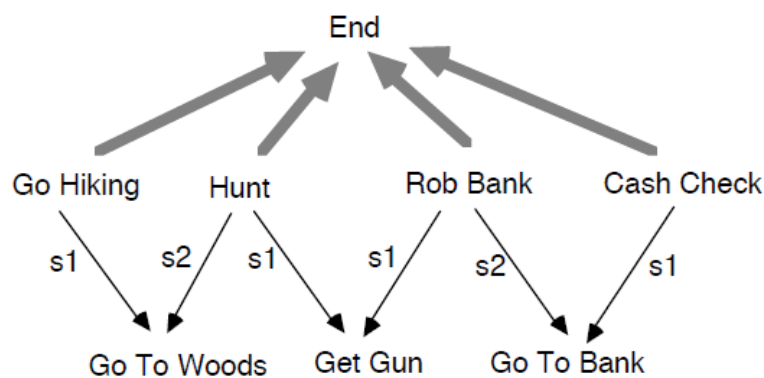 End
Go Hiking
Hunt
Rob Bank
Cash Check
s1
s2
s1
s1
s2
s1
Go To Woods
Get Gun
Go To Bank